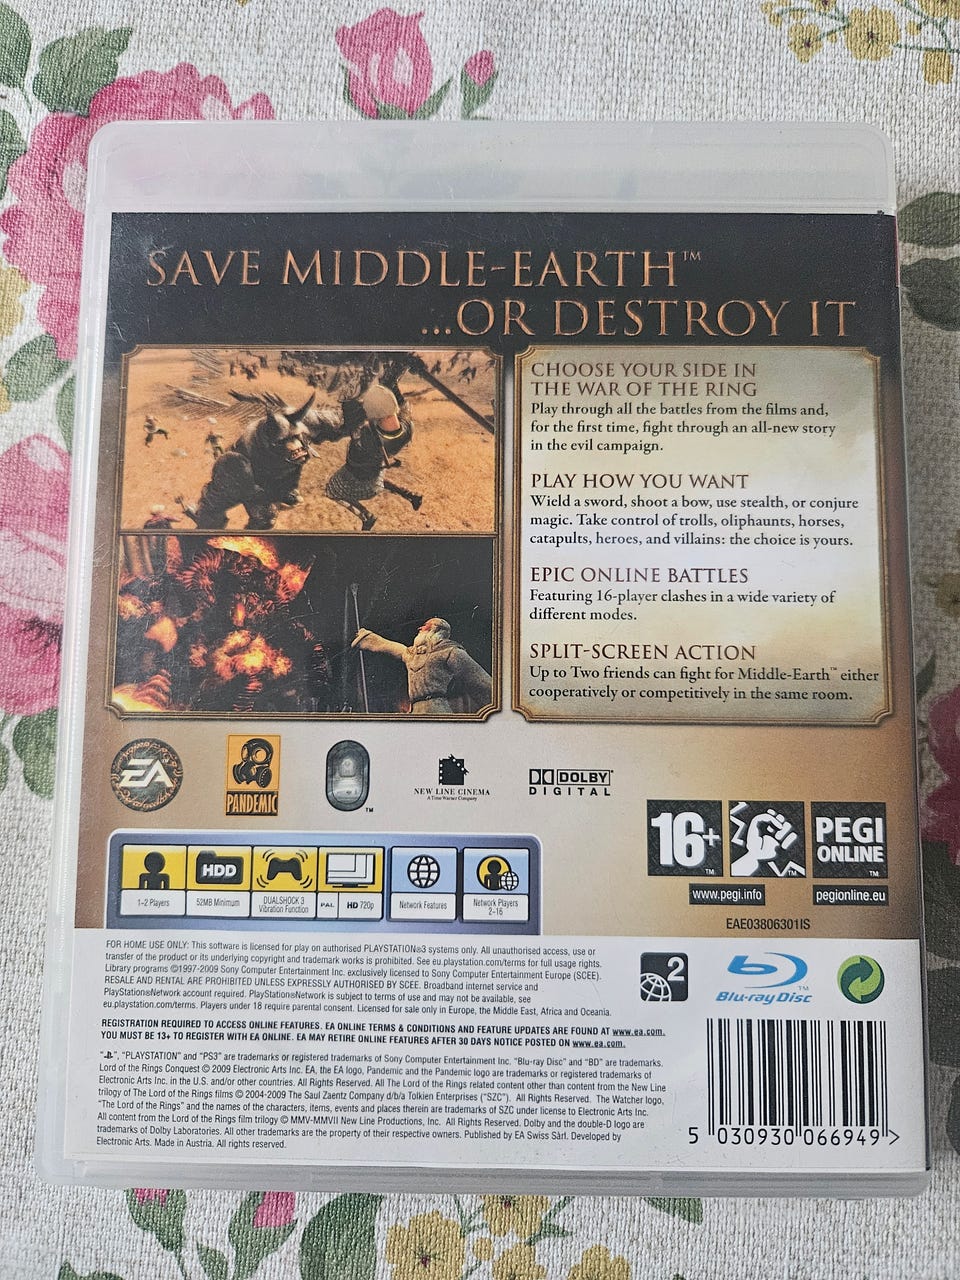 SAVE MIDDLE-EARTH™
...OR DESTROY IT
CHOOSE YOUR SIDE IN
THE WAR OF THE RING
Play through all the battles from the films and,
for the first time, fight through an all-new story
in the evil campaign.
PLAY HOW YOU WANT
Wield a sword, shoot a bow, use stealth, or conjure
magic. Take control of trolls, oliphaunts, horses,
catapults, heroes, and villains: the choice is yours.
EPIC ONLINE BATTLES
Featuring 16-player clashes in a wide variety of
different modes.
SPLIT-SCREEN ACTION
Up to Two friends can fight for Middle-Earth™ either
cooperatively or competitively in the same room.
EA
PANDEMIC
™
NEW LINE CINEMA
A Time Warner Company
DOLBY™
DIGITAL
16+
™
™
PEGI
ONLINE
™
www.pegi.info
pegionline.eu
EAE03806301IS
HDD
1-2 Players
52MB Minimum
DUALSHOCK 3
Vibration Function
PAL HD 720p
Network Features
Network Players
2-16
FOR HOME USE ONLY: This software is licensed for play on authorised PLAYSTATION®3 systems only. All unauthorised access, use or
transfer of the product or its underlying copyright and trademark works is prohibited. See eu.playstation.com/terms for full usage rights.
Library programs ©1997-2009 Sony Computer Entertainment Inc. exclusively licensed to Sony Computer Entertainment Europe (SCEE).
RESALE AND RENTAL ARE PROHIBITED UNLESS EXPRESSLY AUTHORISED BY SCEE. Broadband internet service and
PlayStation®Network account required. PlayStation®Network is subject to terms of use and may not be available, see
eu.playstation.com/terms. Players under 18 require parental consent. Licensed for sale only in Europe, the Middle East, Africa and Oceania.
2
Blu-ray Disc™
REGISTRATION REQUIRED TO ACCESS ONLINE FEATURES. EA ONLINE TERMS & CONDITIONS AND FEATURE UPDATES ARE FOUND AT www.ea.com.
YOU MUST BE 13+ TO REGISTER WITH EA ONLINE. EA MAY RETIRE ONLINE FEATURES AFTER 30 DAYS NOTICE POSTED ON www.ea.com.
" ", "PLAYSTATION" and "PS3" are trademarks or registered trademarks of Sony Computer Entertainment Inc. "Blu-ray Disc" and "BD" are trademarks.
Lord of the Rings Conquest © 2009 Electronic Arts Inc. EA, the EA logo, Pandemic and the Pandemic logo are trademarks or registered trademarks of
Electronic Arts Inc. in the U.S. and/or other countries. All Rights Reserved. All The Lord of the Rings related content other than content from the New Line
trilogy of The Lord of the Rings films © 2004-2009 The Saul Zaentz Company d/b/a Tolkien Enterprises ("SZC"). All Rights Reserved. The Watcher logo,
"The Lord of the Rings" and the names of the characters, items, events and places therein are trademarks of SZC under license to Electronic Arts Inc.
All content from the Lord of the Rings film trilogy © MMV-MMVII New Line Productions, Inc. All Rights Reserved. Dolby and the double-D logo are
trademarks of Dolby Laboratories. All other trademarks are the property of their respective owners. Published by EA Swiss Sàrl. Developed by
Electronic Arts. Made in Austria. All rights reserved.
5 030930 066949 >